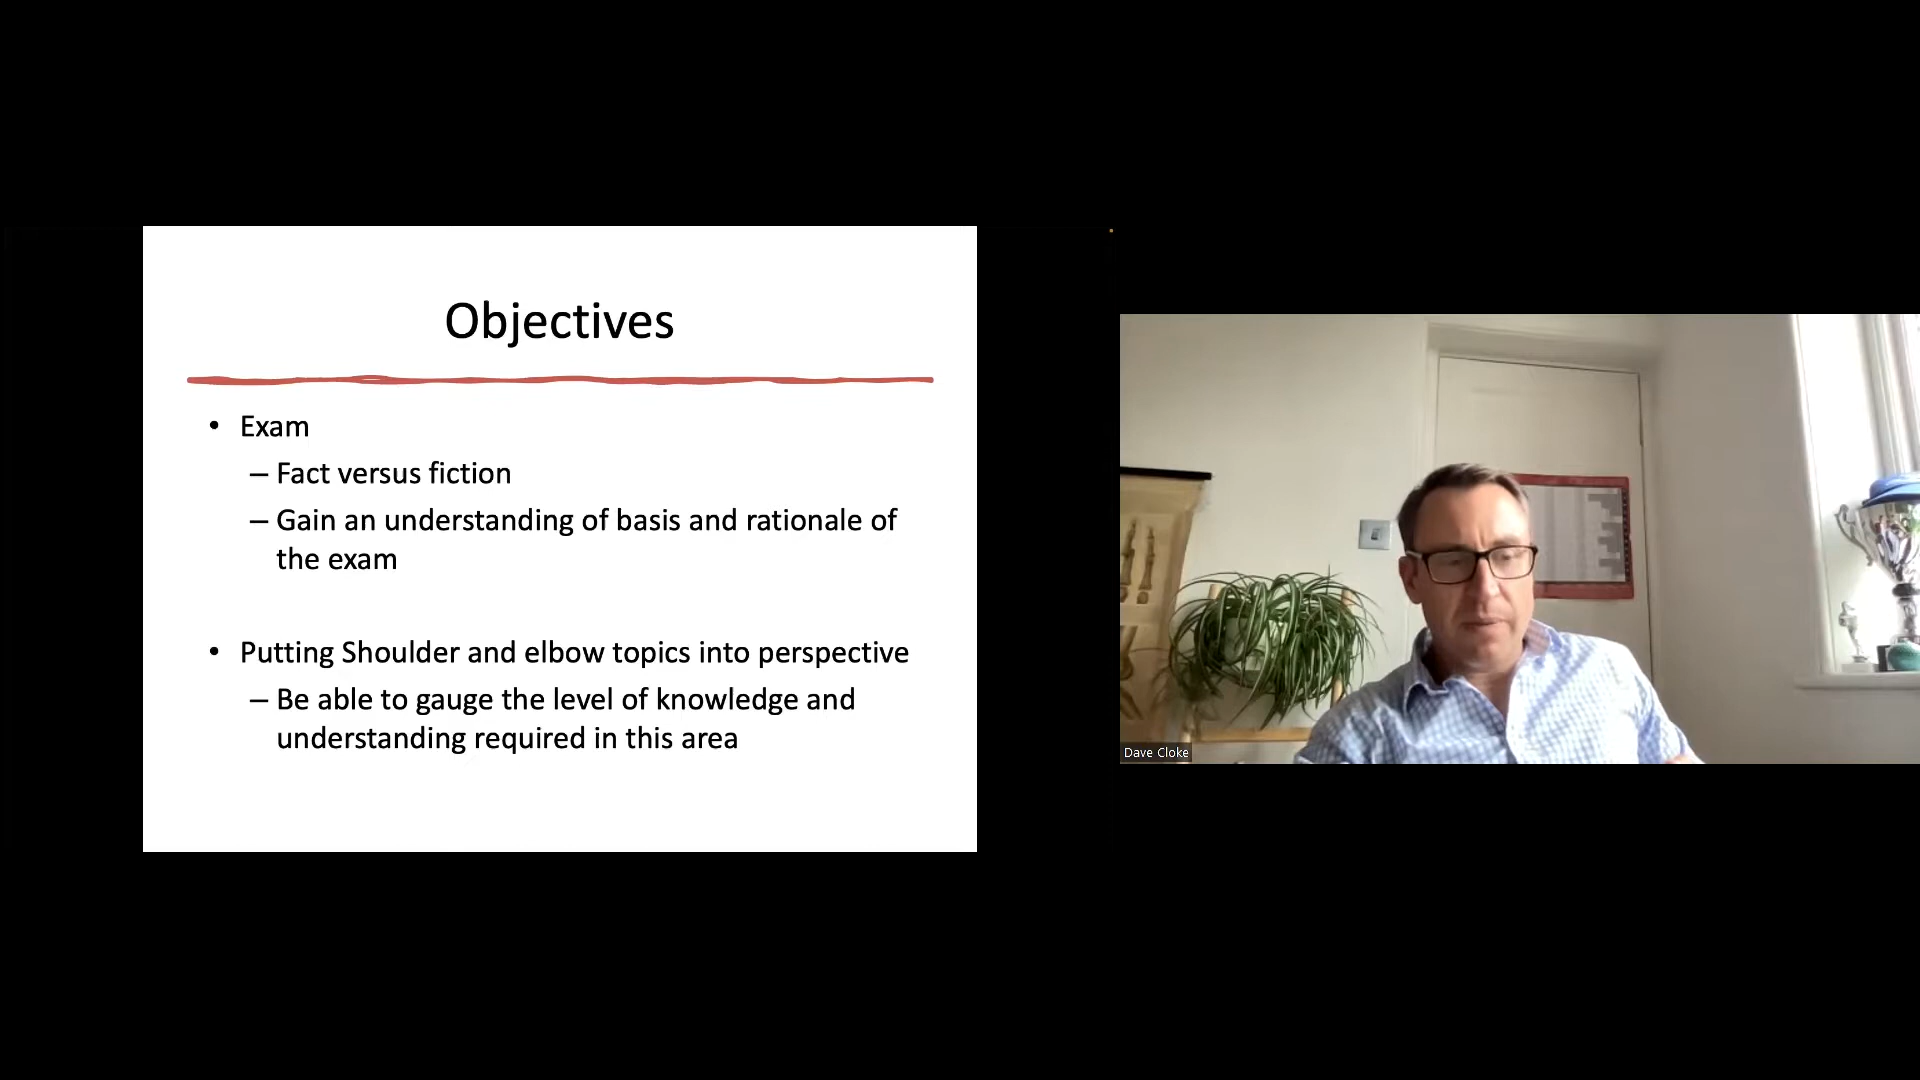 Objectives
• Exam
– Fact versus fiction
– Gain an understanding of basis and rationale of
the exam
• Putting Shoulder and elbow topics into perspective
– Be able to gauge the level of knowledge and
understanding required in this area
Dave Cloke